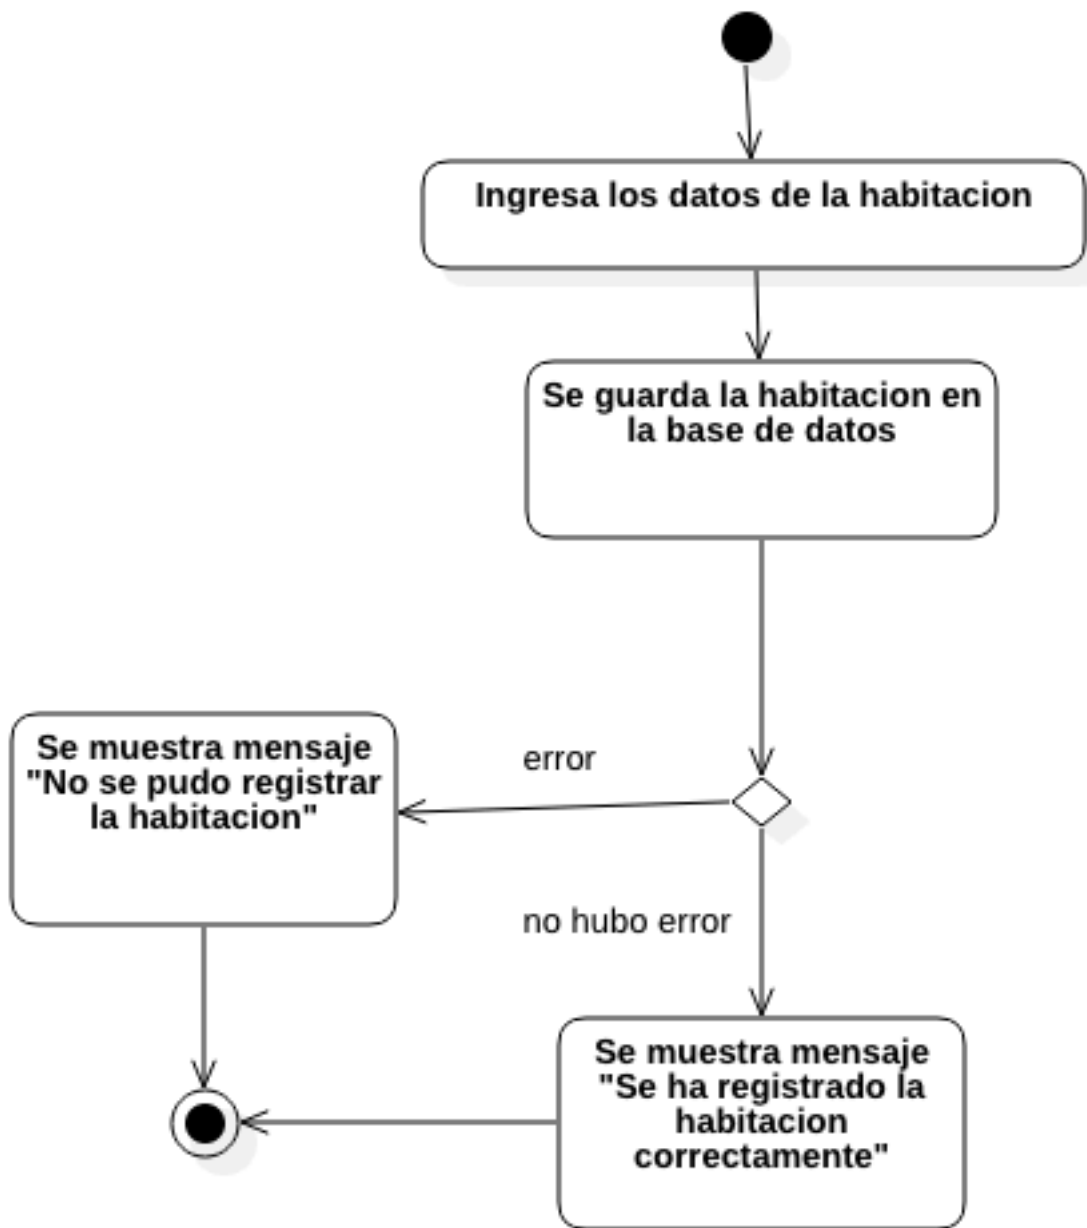 Ingresa los datos de la habitacion
Se guarda la habitacion en
la base de datos
Se muestra mensaje
"No se pudo registrar
la habitacion"
error
no hubo error
Se muestra mensaje
"Se ha registrado la
habitacion
correctamente"